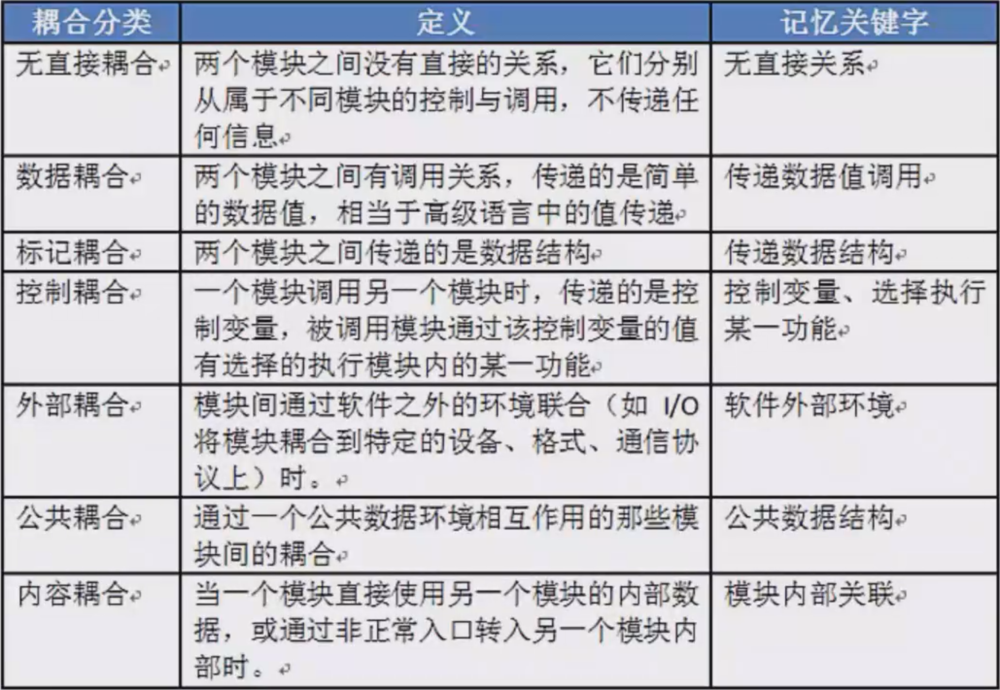 耦合分类 定义 记忆关键字
无直接耦合 两个模块之间没有直接的关系，它们分别 无直接关系
从属于不同模块的控制与调用，不传递任
何信息
数据耦合 两个模块之间有调用关系，传递的是简单 传递数据值调用
的数据值，相当于高级语言中的值传递
标记耦合 两个模块之间传递的是数据结构 传递数据结构
控制耦合 一个模块调用另一个模块时，传递的是控 控制变量、选择执行
制变量，被调用模块通过该控制变量的值 某一功能
有选择的执行模块内的某一功能
外部耦合 模块间通过软件之外的环境联合（如 I/O 软件外部环境
将模块耦合到特定的设备、格式、通信协
议上）时。
公共耦合 通过一个公共数据环境相互作用的那些模 公共数据结构
块间的耦合
内容耦合 当一个模块直接使用另一个模块的内部数 模块内部关联
据，或通过非正常入口转入另一个模块内
部时。